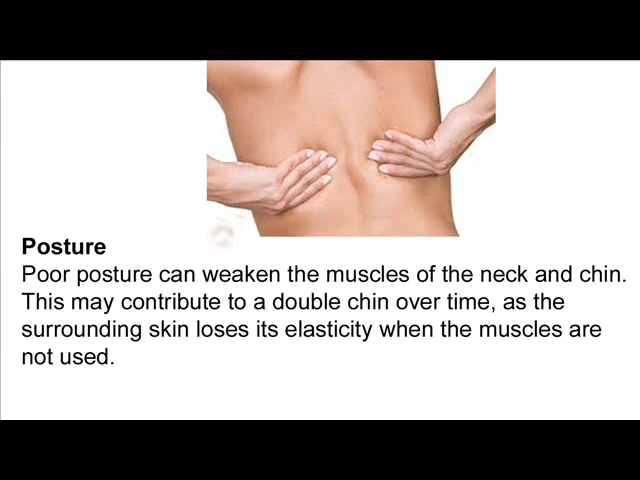 Posture
Poor posture can weaken the muscles of the neck and chin.
This may contribute to a double chin over time, as the
surrounding skin loses its elasticity when the muscles are
not used.